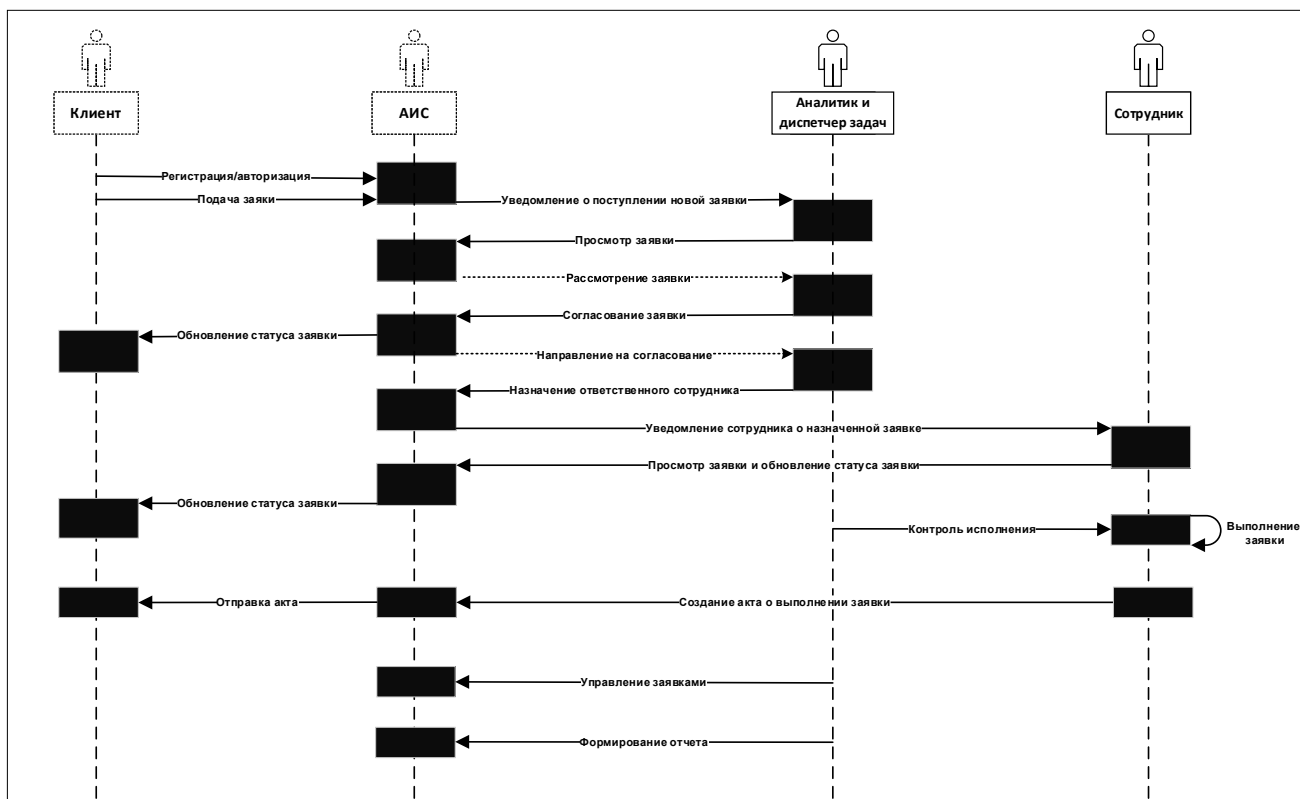 Клиент
АИС
Аналитик и
диспетчер задач
Сотрудник
Регистрация/авторизация
Подача заяки
Уведомление о поступлении новой заявки
Просмотр заявки
Рассмотрение заявки
Согласование заявки
Обновление статуса заявки
Направление на согласование
Назначение ответственного сотрудника
Уведомление сотрудника о назначенной заявке
Просмотр заявки и обновление статуса заявки
Обновление статуса заявки
Контроль исполнения
Выполнение
заявки
Отправка акта
Создание акта о выполнении заявки
Управление заявками
Формирование отчета